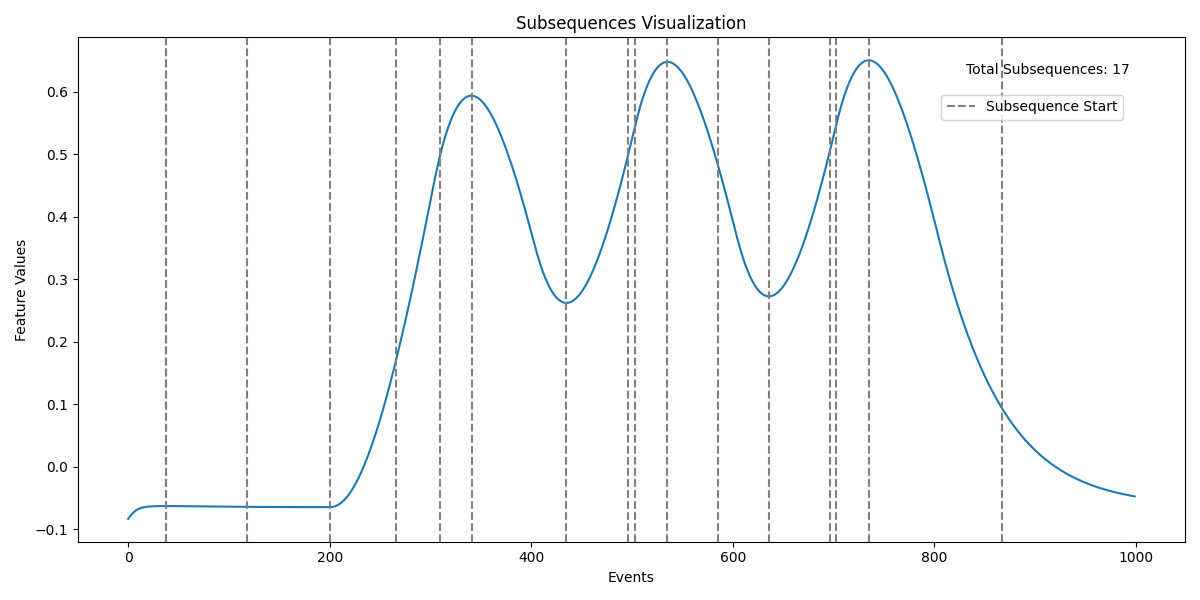 Subsequences Visualization
Total Subsequences: 17
Subsequence Start
Feature Values
0.6
0.5
0.4
0.3
0.2
0.1
0.0
−0.1
0 200 400 600 800 1000
Events